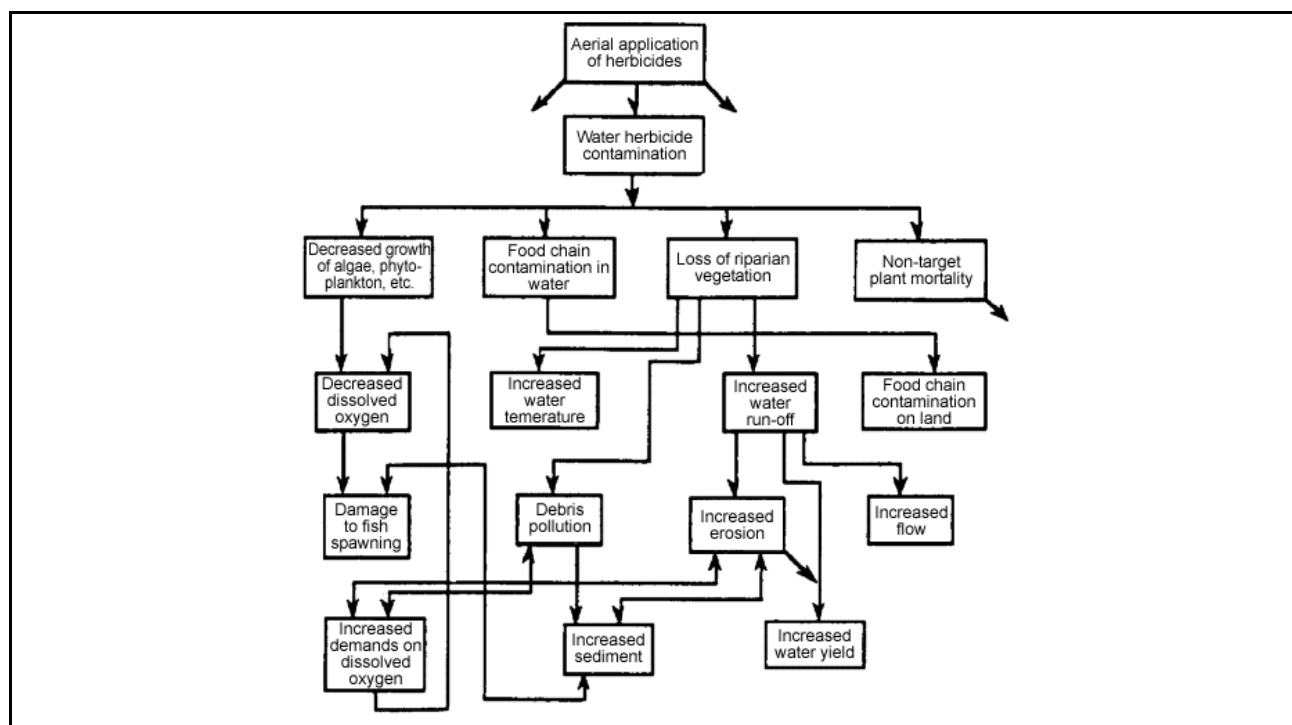 Aerial application
of herbicides
Water herbicide
contamination
Decreased growth
of algae, phyto-
plankton, etc.
Food chain
contamination in
water
Loss of riparian
vegetation
Non-target
plant mortality
Decreased
dissolved
oxygen
Increased
water
temerature
Increased
water
run-off
Food chain
contamination
on land
Damage
to fish
spawning
Debris
pollution
Increased
erosion
Increased
flow
Increased
demands on
dissolved
oxygen
Increased
sediment
Increased
water yield